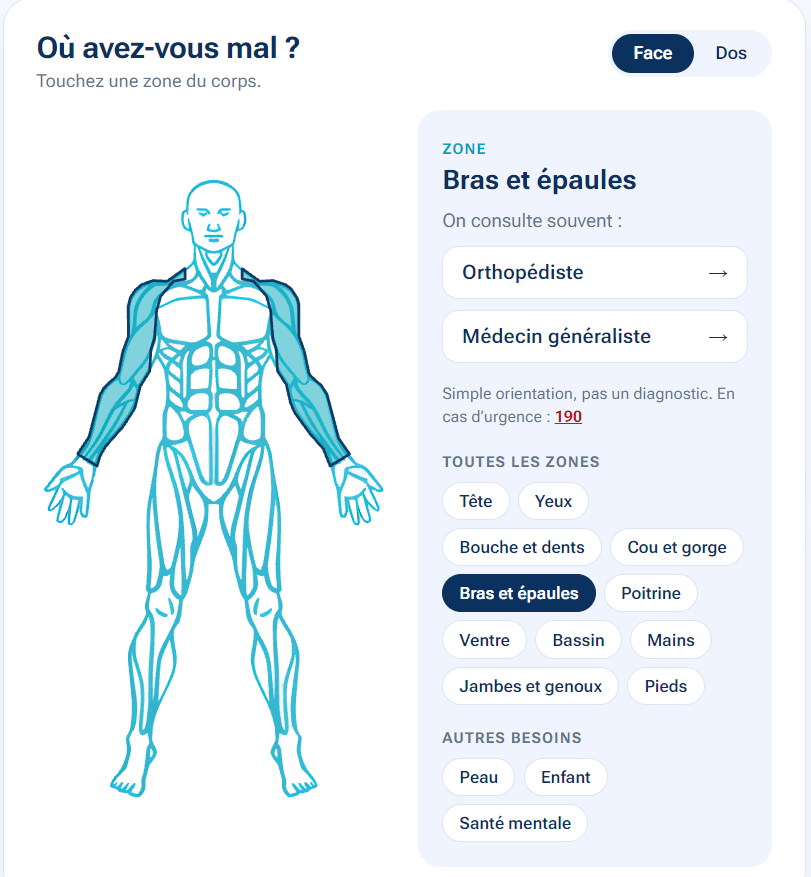 Où avez-vous mal ?
Touchez une zone du corps.
Face
Dos
ZONE
Bras et épaules
On consulte souvent :
Orthopédiste →
Médecin généraliste →
Simple orientation, pas un diagnostic. En
cas d’urgence : 190
TOUTES LES ZONES
Tête
Yeux
Bouche et dents
Cou et gorge
Bras et épaules
Poitrine
Ventre
Bassin
Mains
Jambes et genoux
Pieds
AUTRES BESOINS
Peau
Enfant
Santé mentale